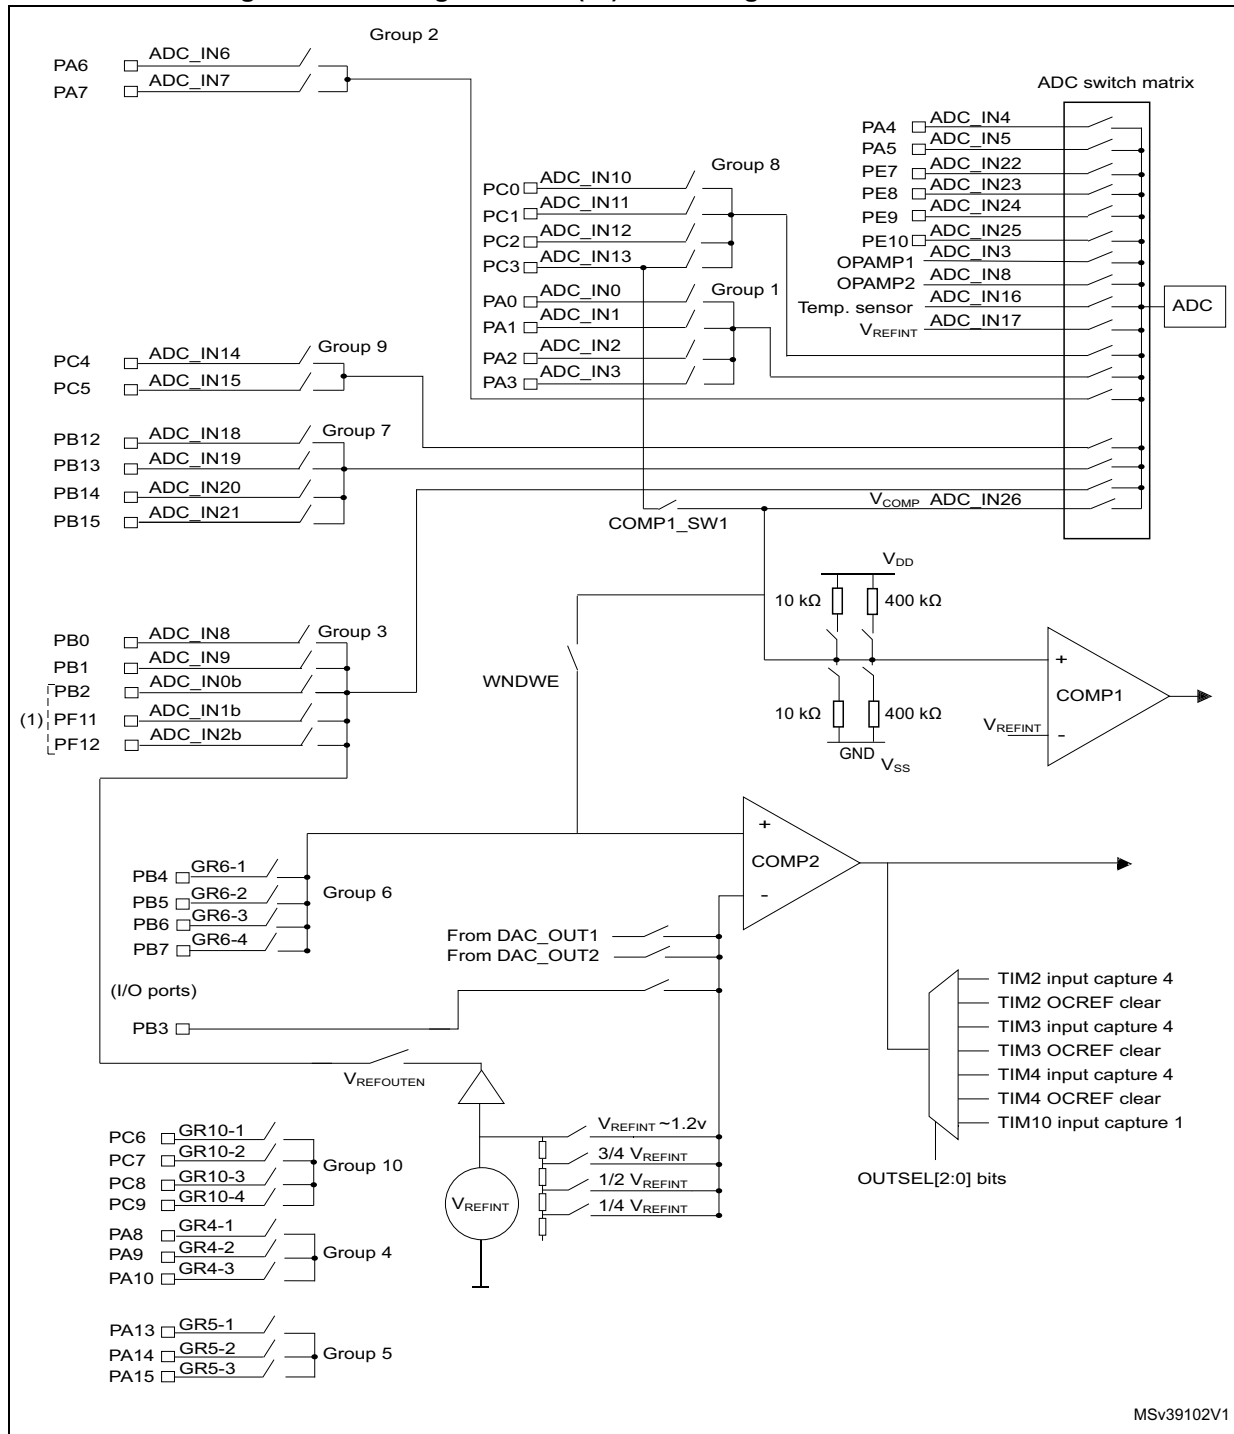 Group 2
PA6 ADC_IN6
PA7 ADC_IN7
ADC switch matrix
PA4 ADC_IN4
PA5 ADC_IN5
PE7 ADC_IN22
PE8 ADC_IN23
PE9 ADC_IN24
PE10 ADC_IN25
OPAMP1 ADC_IN3
OPAMP2 ADC_IN8
Temp. sensor ADC_IN16
VREFINT ADC_IN17
ADC
Group 8
PC0 ADC_IN10
PC1 ADC_IN11
PC2 ADC_IN12
PC3 ADC_IN13
Group 1
PA0 ADC_IN0
PA1 ADC_IN1
PA2 ADC_IN2
PA3 ADC_IN3
Group 9
PC4 ADC_IN14
PC5 ADC_IN15
Group 7
PB12 ADC_IN18
PB13 ADC_IN19
PB14 ADC_IN20
PB15 ADC_IN21
VCOMP ADC_IN26
COMP1_SW1
VDD
10 kΩ 400 kΩ
10 kΩ 400 kΩ
GND VSS
+
COMP1
VREFINT -
WNDWE
Group 3
PB0 ADC_IN8
PB1 ADC_IN9
PB2 ADC_IN0b
(1) PF11 ADC_IN1b
PF12 ADC_IN2b
+
COMP2
-
PB4 GR6-1
PB5 GR6-2
PB6 GR6-3
PB7 GR6-4
Group 6
From DAC_OUT1
From DAC_OUT2
(I/O ports)
PB3
VREFOUTEN
TIM2 input capture 4
TIM2 OCREF clear
TIM3 input capture 4
TIM3 OCREF clear
TIM4 input capture 4
TIM4 OCREF clear
TIM10 input capture 1
OUTSEL[2:0] bits
VREFINT ~1.2v
3/4 VREFINT
1/2 VREFINT
1/4 VREFINT
VREFINT
PC6 GR10-1
PC7 GR10-2
PC8 GR10-3
PC9 GR10-4
Group 10
PA8 GR4-1
PA9 GR4-2
PA10 GR4-3
Group 4
PA13 GR5-1
PA14 GR5-2
PA15 GR5-3
Group 5
MSv39102V1